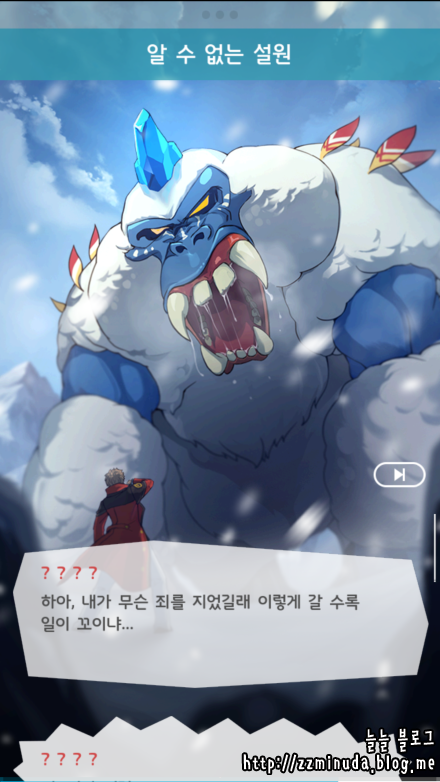 알 수 없는 설원
? ? ? ?
하아, 내가 무슨 죄를 지었길래 이렇게 갈 수록
일이 꼬이냐...
늘늘 블로그
? ? ? ?
http://zzminuda.blog.me